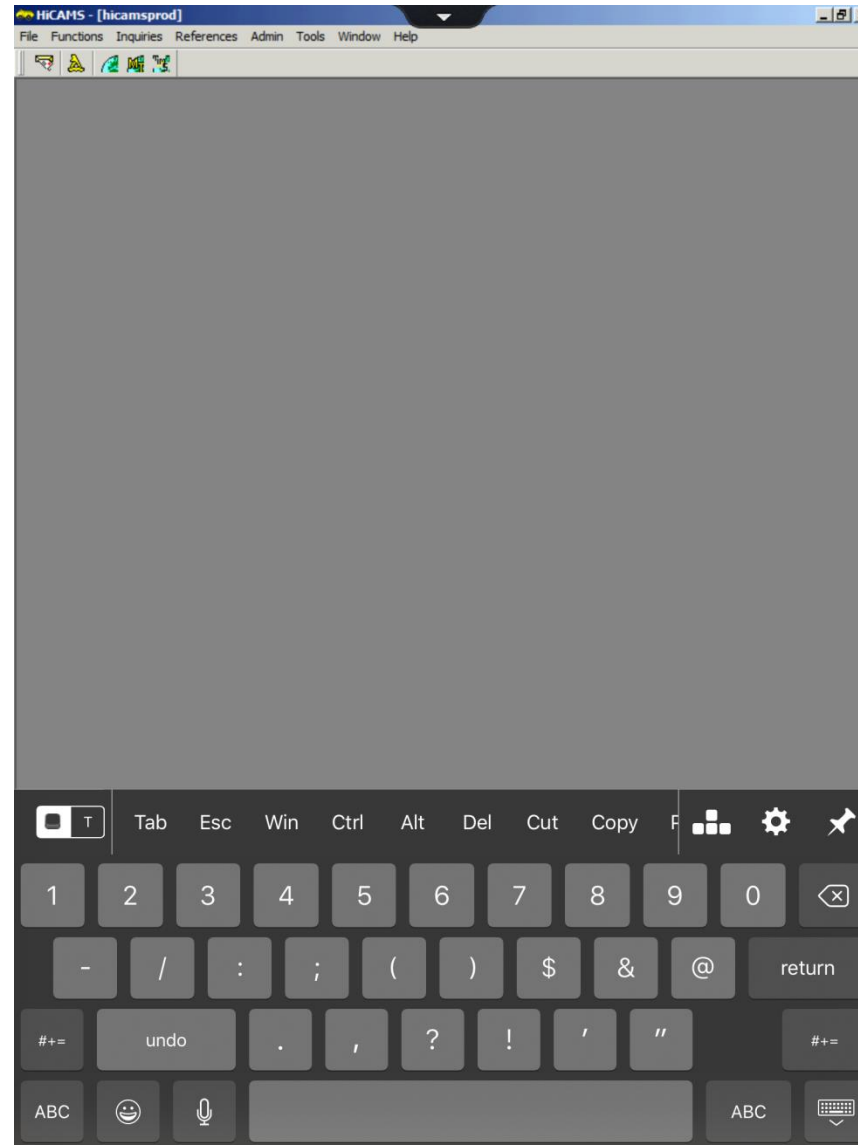 HiCAMS - [hicamsprod]
File Functions Inquiries References Admin Tools Window Help
T Tab Esc Win Ctrl Alt Del Cut Copy
1 2 3 4 5 6 7 8 9 0
- / : ; ( ) $ & @ return
#+= undo . , ? ! ' " #+=
ABC ABC